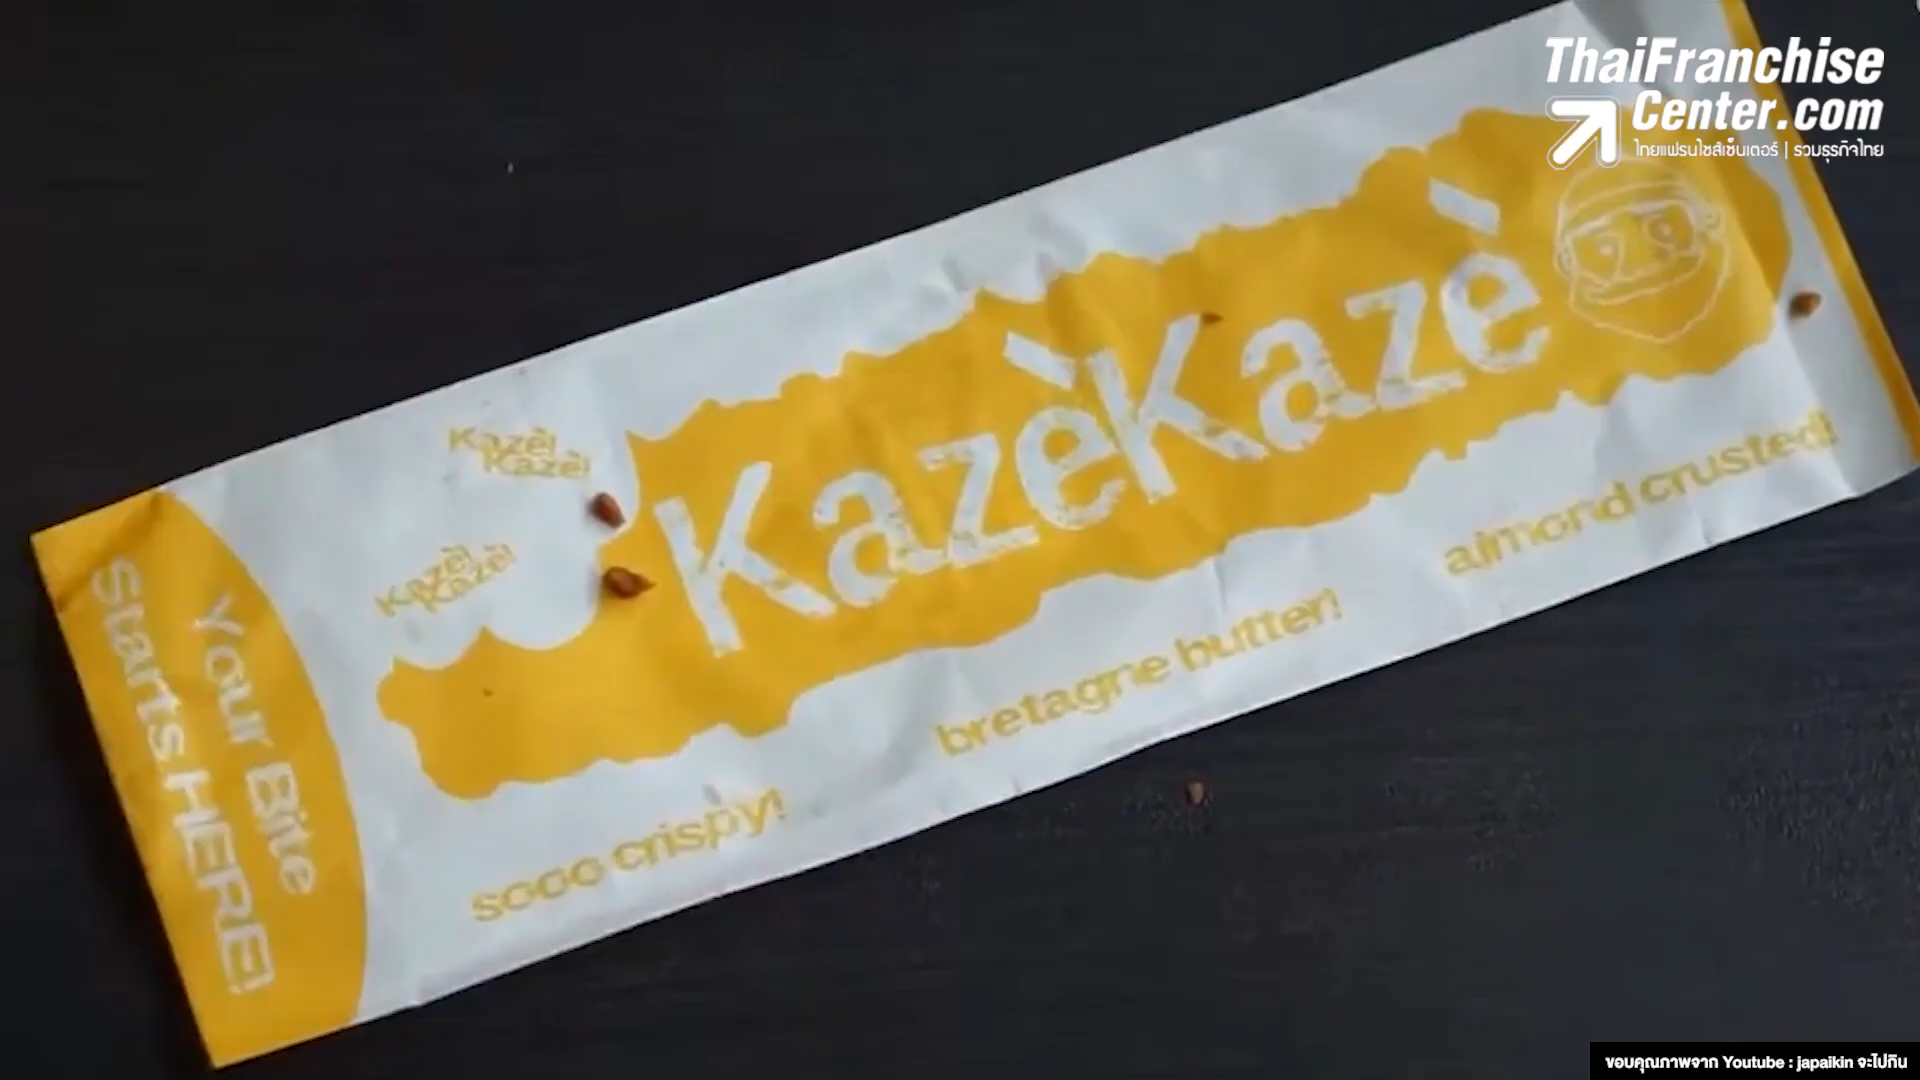 ThaiFranchise
Center.com
ไทยแฟรนไชส์เซ็นเตอร์ | รวมธุรกิจไทย
Kazè!
Kazè!
Kazè!
Kazè!
KazèKazè
Your Bite
Starts HERE!
sooo crispy!
bretagne butter!
almond crusted!
ขอบคุณภาพจาก Youtube : japaikin จะไปกิน